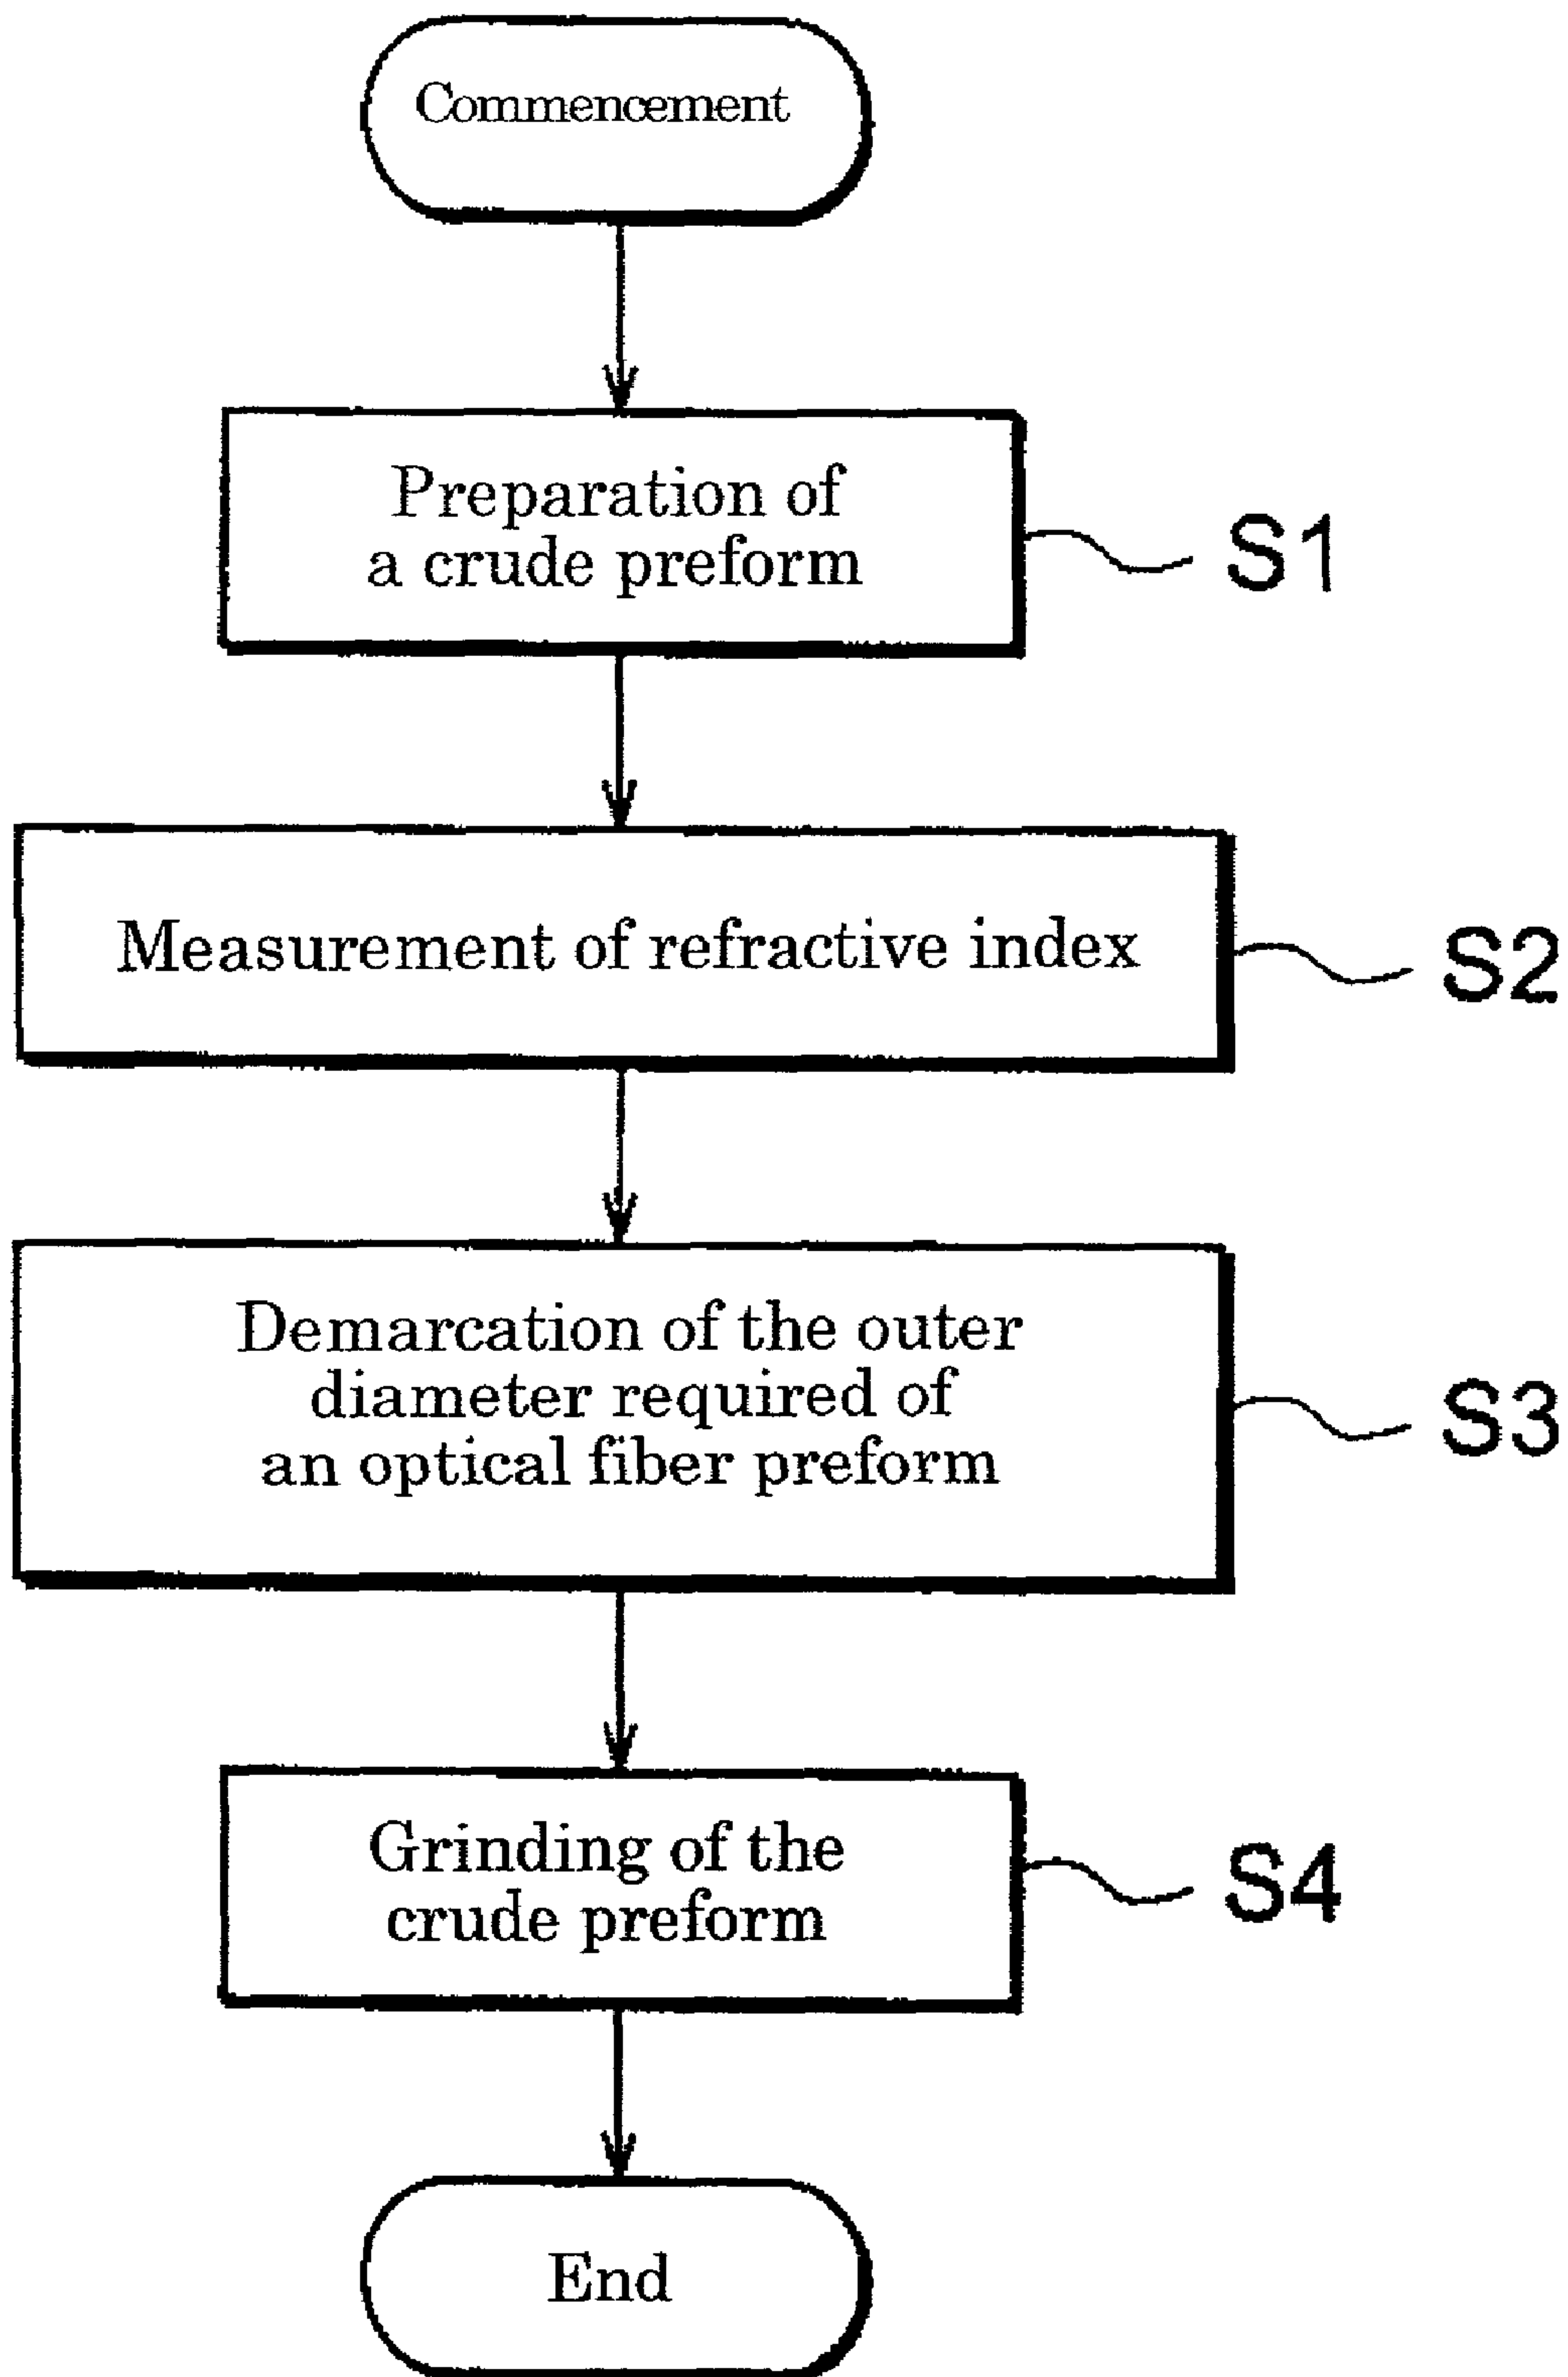 Commencement
Preparation of
a crude preform
S1
Measurement of refractive index
S2
Demarcation of the outer
diameter required of
an optical fiber preform
S3
Grinding of the
crude preform
S4
End